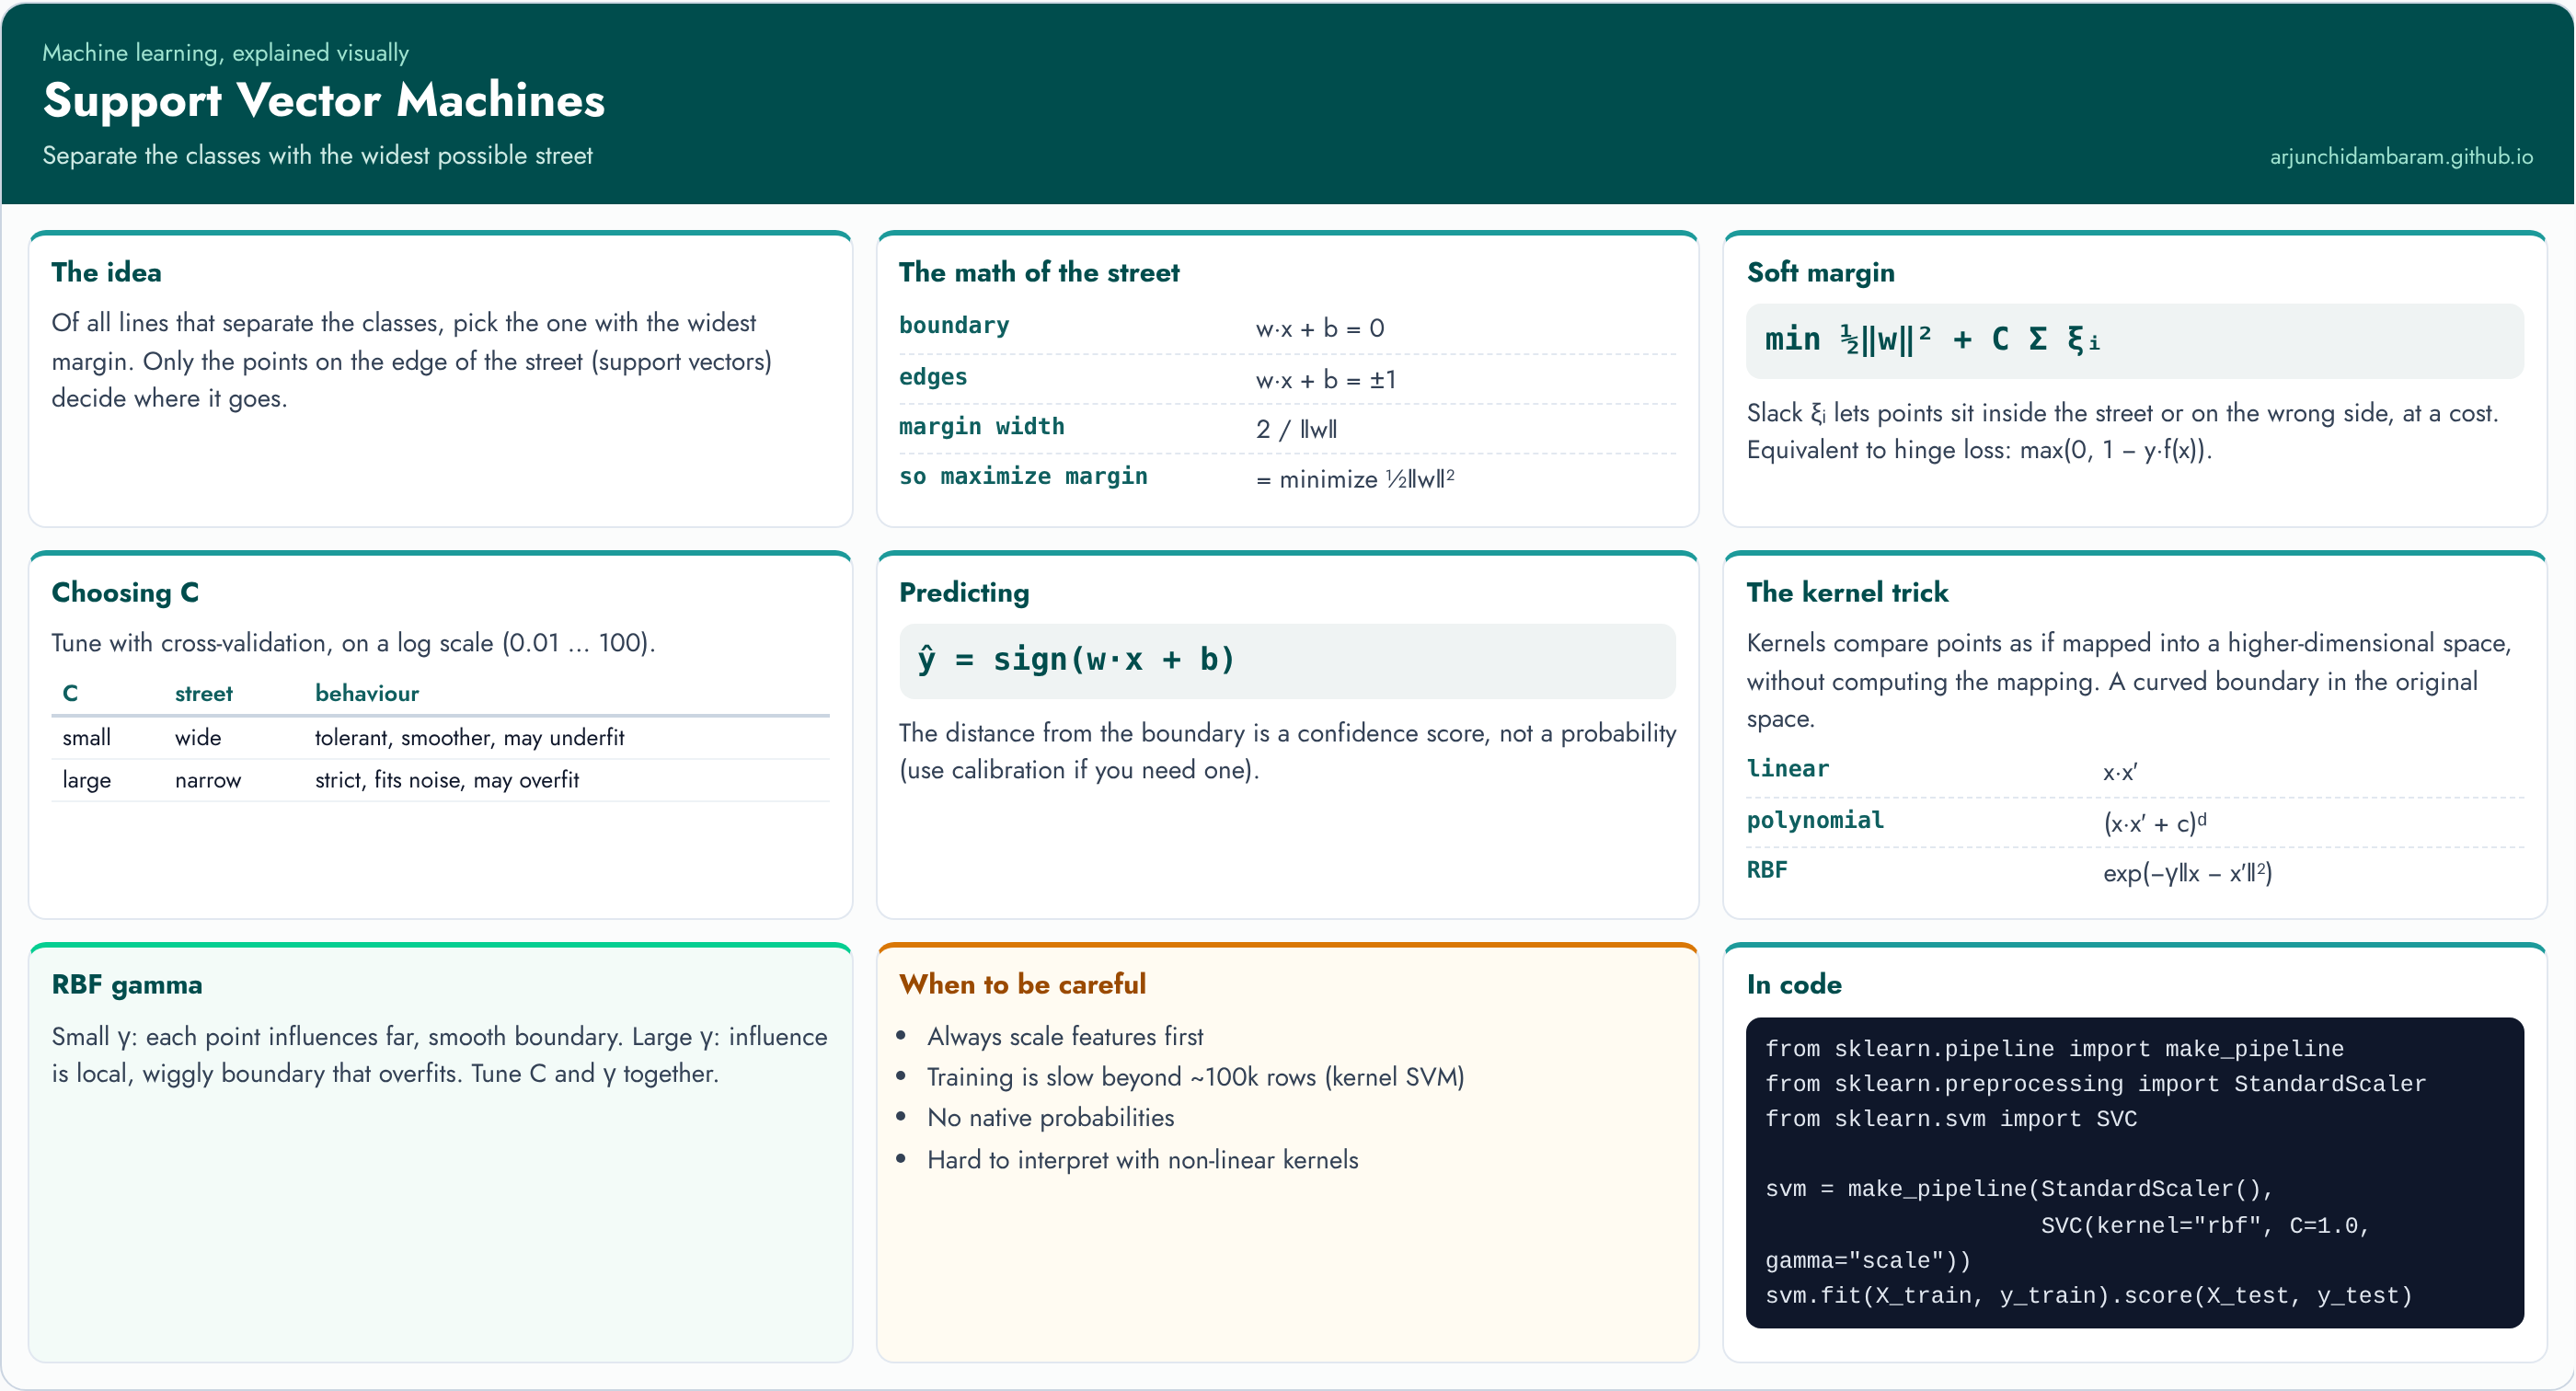 Machine learning, explained visually
Support Vector Machines
Separate the classes with the widest possible street
arjunchidambaram.github.io
The idea
Of all lines that separate the classes, pick the one with the widest
margin. Only the points on the edge of the street (support vectors)
decide where it goes.
The math of the street
boundary w·x + b = 0
edges w·x + b = ±1
margin width 2 / ‖w‖
so maximize margin = minimize ½‖w‖²
Soft margin
min ½‖w‖² + C Σ ξᵢ
Slack ξᵢ lets points sit inside the street or on the wrong side, at a cost.
Equivalent to hinge loss: max(0, 1 − y·f(x)).
Choosing C
Tune with cross-validation, on a log scale (0.01 … 100).
C street behaviour
small wide tolerant, smoother, may underfit
large narrow strict, fits noise, may overfit
Predicting
ŷ = sign(w·x + b)
The distance from the boundary is a confidence score, not a probability
(use calibration if you need one).
The kernel trick
Kernels compare points as if mapped into a higher-dimensional space,
without computing the mapping. A curved boundary in the original
space.
linear x·x′
polynomial (x·x′ + c)ᵈ
RBF exp(−γ‖x − x′‖²)
RBF gamma
Small γ: each point influences far, smooth boundary. Large γ: influence
is local, wiggly boundary that overfits. Tune C and γ together.
When to be careful
• Always scale features first
• Training is slow beyond ~100k rows (kernel SVM)
• No native probabilities
• Hard to interpret with non-linear kernels
In code
from sklearn.pipeline import make_pipeline
from sklearn.preprocessing import StandardScaler
from sklearn.svm import SVC
svm = make_pipeline(StandardScaler(),
                    SVC(kernel="rbf", C=1.0,
gamma="scale"))
svm.fit(X_train, y_train).score(X_test, y_test)